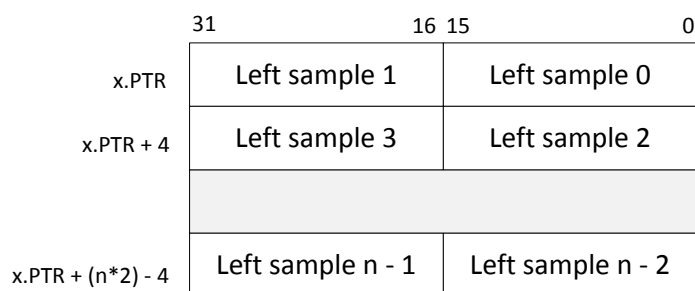 31 16 15 0
x.PTR Left sample 1 Left sample 0
x.PTR + 4 Left sample 3 Left sample 2
x.PTR + (n*2) - 4 Left sample n - 1 Left sample n - 2